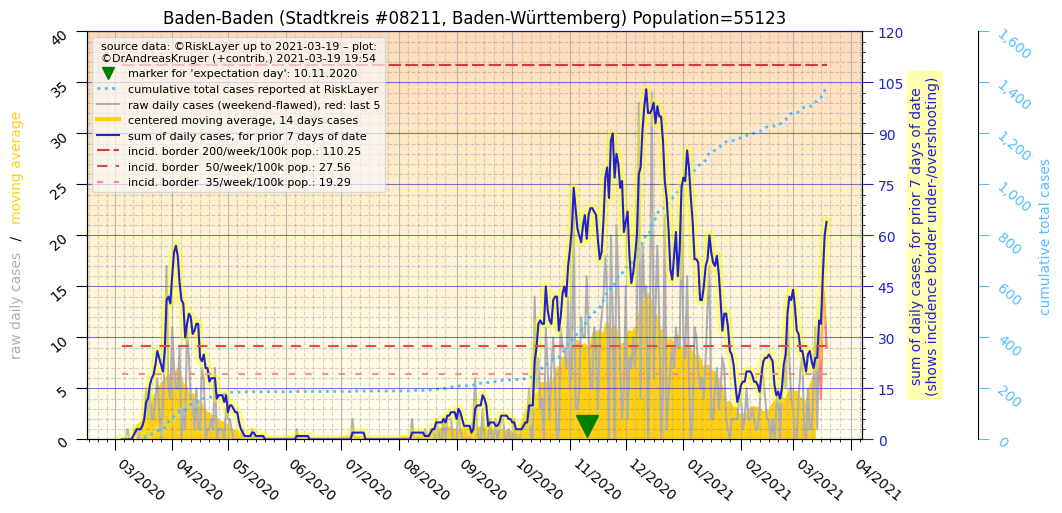 Baden-Baden (Stadtkreis #08211, Baden-Württemberg) Population=55123
source data: ©RiskLayer up to 2021-03-19 – plot:
©DrAndreasKruger (+contrib.) 2021-03-19 19:54
marker for 'expectation day': 10.11.2020
cumulative total cases reported at RiskLayer
raw daily cases (weekend-flawed), red: last 5
centered moving average, 14 days cases
sum of daily cases, for prior 7 days of date
incid. border 200/week/100k pop.: 110.25
incid. border  50/week/100k pop.: 27.56
incid. border  35/week/100k pop.: 19.29
raw daily cases  /  moving average
40
35
30
25
20
15
10
5
0
03/2020
04/2020
05/2020
06/2020
07/2020
08/2020
09/2020
10/2020
11/2020
12/2020
01/2021
02/2021
03/2021
04/2021
120
105
90
75
60
45
30
15
0
sum of daily cases, for prior 7 days of date
(shows incidence border under-/overshooting)
1,600
1,400
1,200
1,000
800
600
400
200
0
cumulative total cases